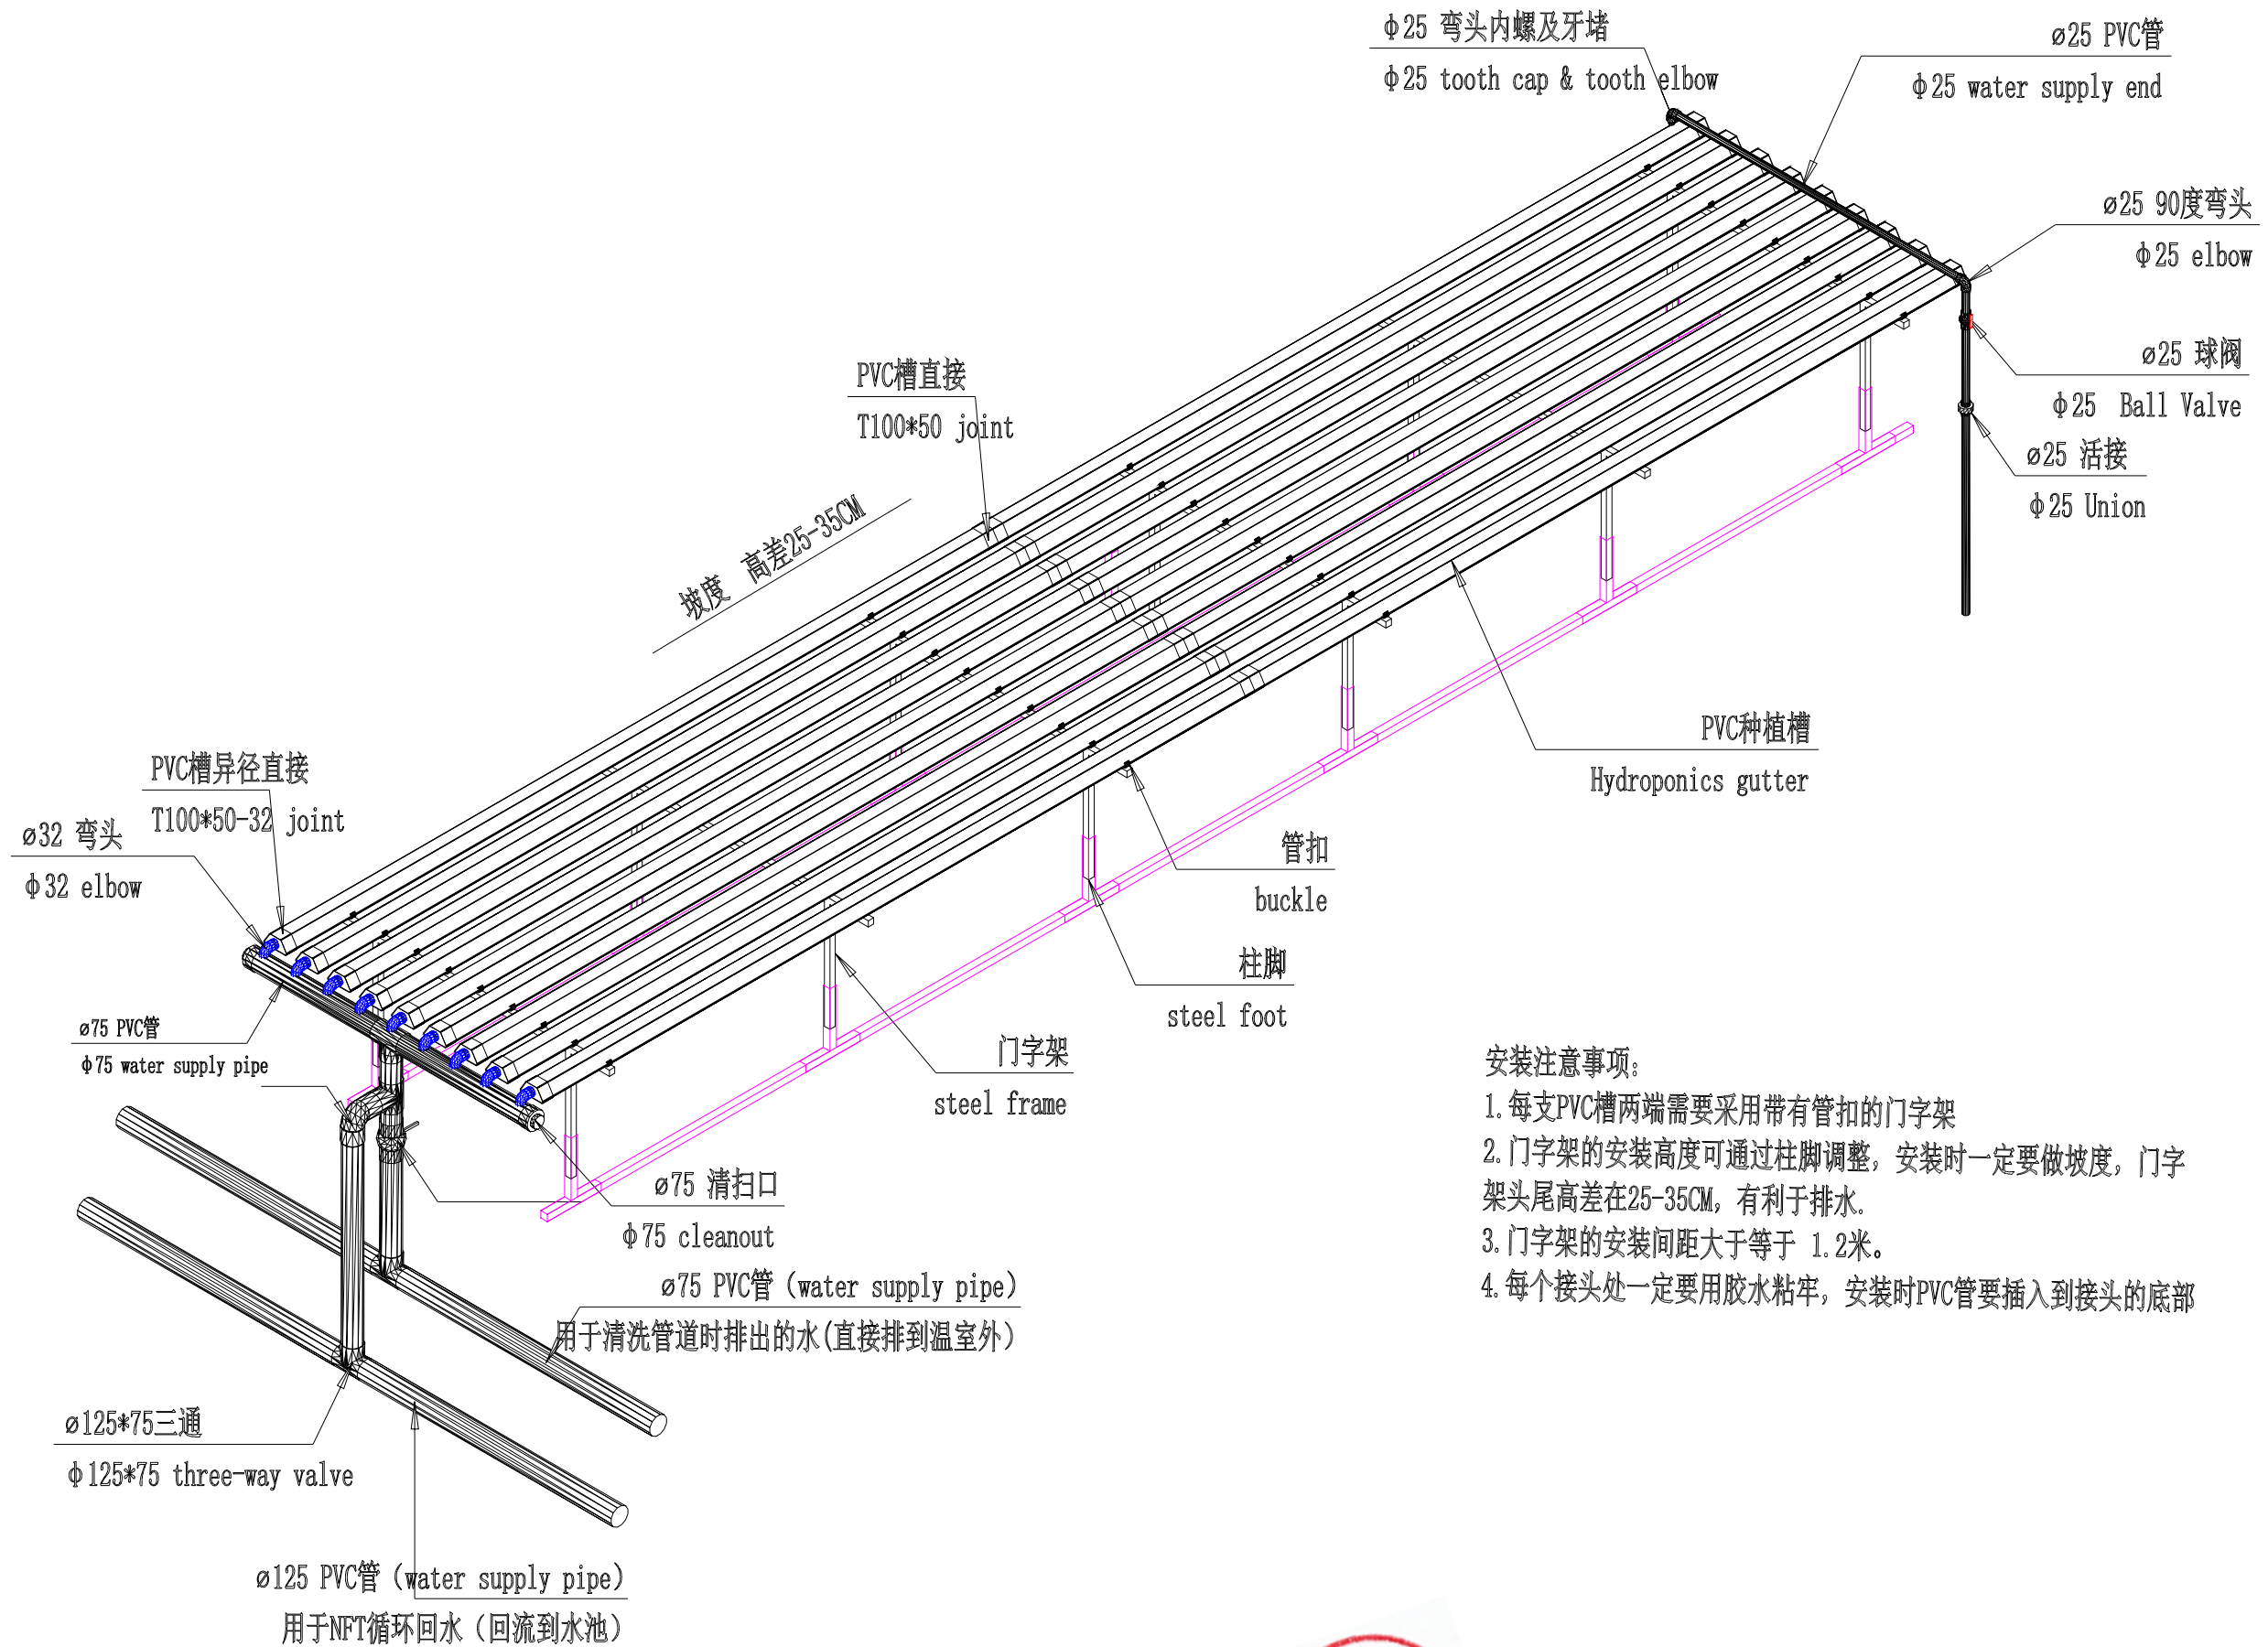 ф25 弯头内螺及牙堵
ф25 tooth cap & tooth elbow
ø25 PVC管
ф25 water supply end
ø25 90度弯头
ф25 elbow
ø25 球阀
ф25 Ball Valve
ø25 活接
ф25 Union
PVC槽直接
T100*50 joint
坡度 高差25-35CM
PVC种植槽
Hydroponics gutter
PVC槽异径直接
T100*50-32 joint
ø32 弯头
ф32 elbow
管扣
buckle
柱脚
steel foot
ø75 PVC管
ф75 water supply pipe
门字架
steel frame
ø75 清扫口
ф75 cleanout
ø75 PVC管 (water supply pipe)
用于清洗管道时排出的水(直接排到温室外)
ø125*75三通
ф125*75 three-way valve
ø125 PVC管 (water supply pipe)
用于NFT循环回水 (回流到水池)
安装注意事项:
1.每支PVC槽两端需要采用带有管扣的门字架
2.门字架的安装高度可通过柱脚调整, 安装时一定要做坡度, 门字
架头尾高差在25-35CM, 有利于排水.
3.门字架的安装间距大于等于 1.2米。
4.每个接头处一定要用胶水粘牢, 安装时PVC管要插入到接头的底部